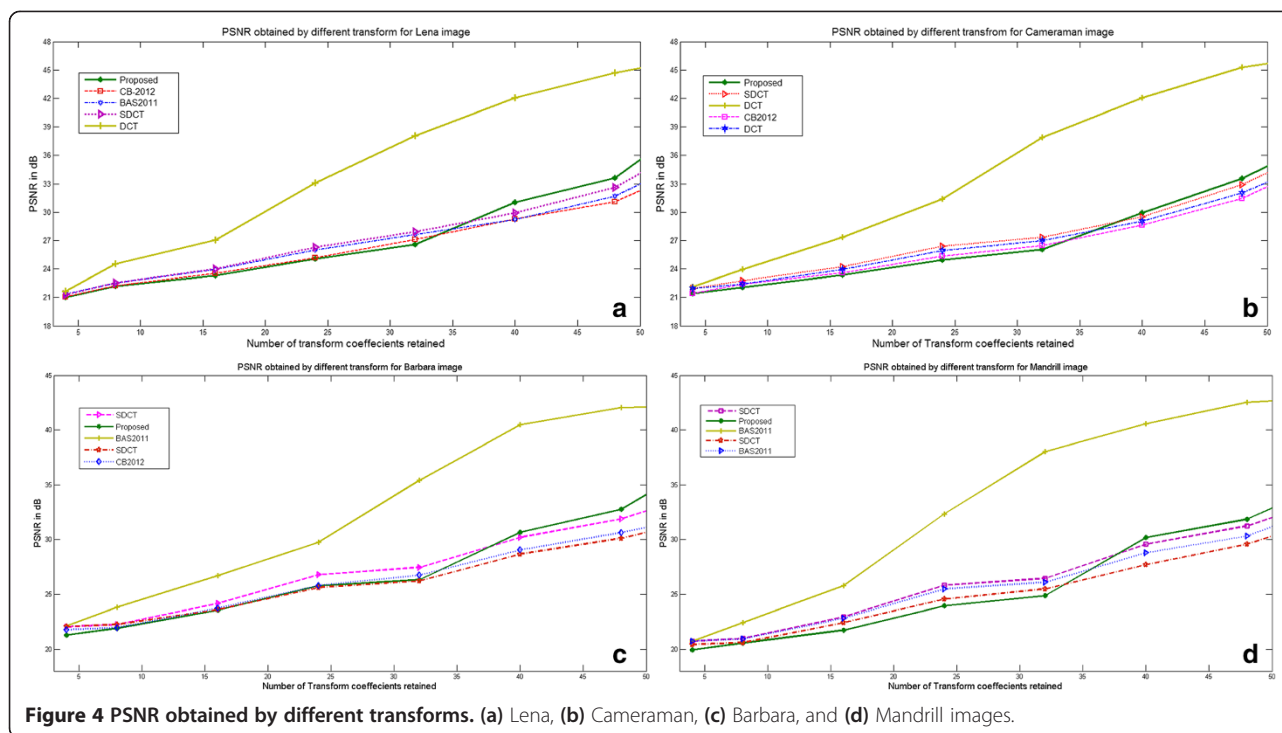 PSNR obtained by different transform for Lena image
48
45
42
39
36
33
30
27
24
21
18
PSNR in dB
Proposed
CB-2012
BAS2011
SDCT
DCT
a
5
10
15
20
25
30
35
40
45
50
Number of Transform coeffecients retained
PSNR obtained by different transfrom for Cameraman image
48
45
42
39
36
33
30
27
24
21
18
PSNR in dB
Proposed
SDCT
DCT
CB2012
DCT
b
5
10
15
20
25
30
35
40
45
50
Number of Transform coeffecients retained
PSNR obtained by different transform for Barbara image
45
40
35
30
25
20
PSNR in dB
SDCT
Proposed
BAS2011
SDCT
CB2012
c
5
10
15
20
25
30
35
40
45
50
Number of Transform coeffecients retained
PSNR obtained by different transform for Mandrill image
45
40
35
30
25
20
PSNR in dB
SDCT
Proposed
BAS2011
SDCT
BAS2011
d
5
10
15
20
25
30
35
40
45
50
Number of Transform coeffecients retained
Figure 4 PSNR obtained by different transforms. (a) Lena, (b) Cameraman, (c) Barbara, and (d) Mandrill images.